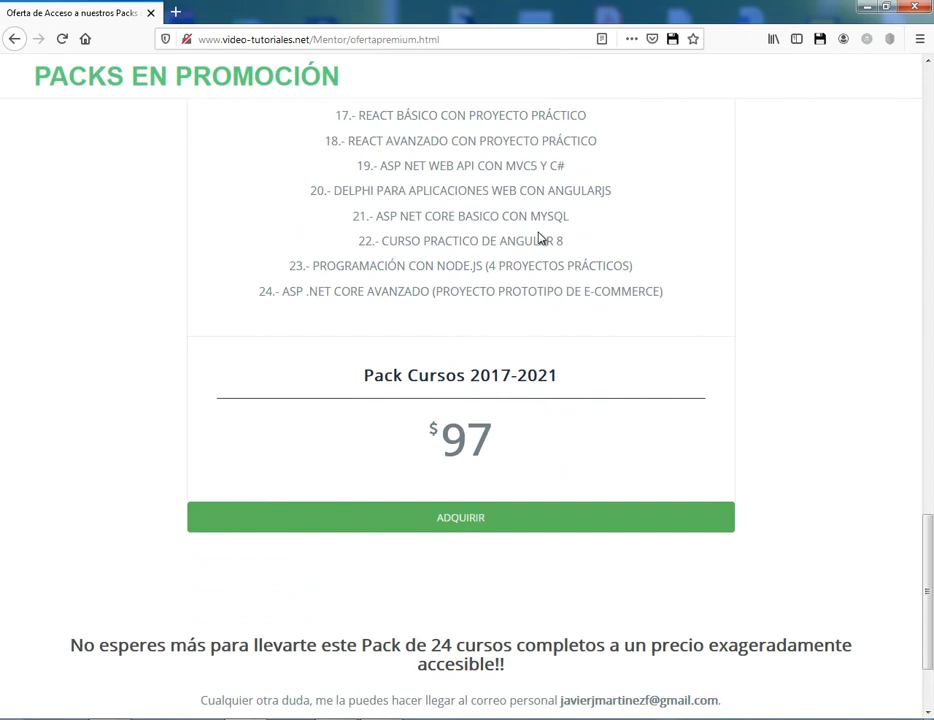 Oferta de Acceso a nuestros Packs
www.video-tutoriales.net/Mentor/ofertapremium.html
PACKS EN PROMOCIÓN
17.- REACT BÁSICO CON PROYECTO PRÁCTICO
18.- REACT AVANZADO CON PROYECTO PRÁCTICO
19.- ASP NET WEB API CON MVC5 Y C#
20.- DELPHI PARA APLICACIONES WEB CON ANGULARJS
21.- ASP NET CORE BASICO CON MYSQL
22.- CURSO PRACTICO DE ANGULAR 8
23.- PROGRAMACIÓN CON NODE.JS (4 PROYECTOS PRÁCTICOS)
24.- ASP .NET CORE AVANZADO (PROYECTO PROTOTIPO DE E-COMMERCE)
Pack Cursos 2017-2021
$97
ADQUIRIR
No esperes más para llevarte este Pack de 24 cursos completos a un precio exageradamente
accesible!!
Cualquier otra duda, me la puedes hacer llegar al correo personal javierjmartinezf@gmail.com.